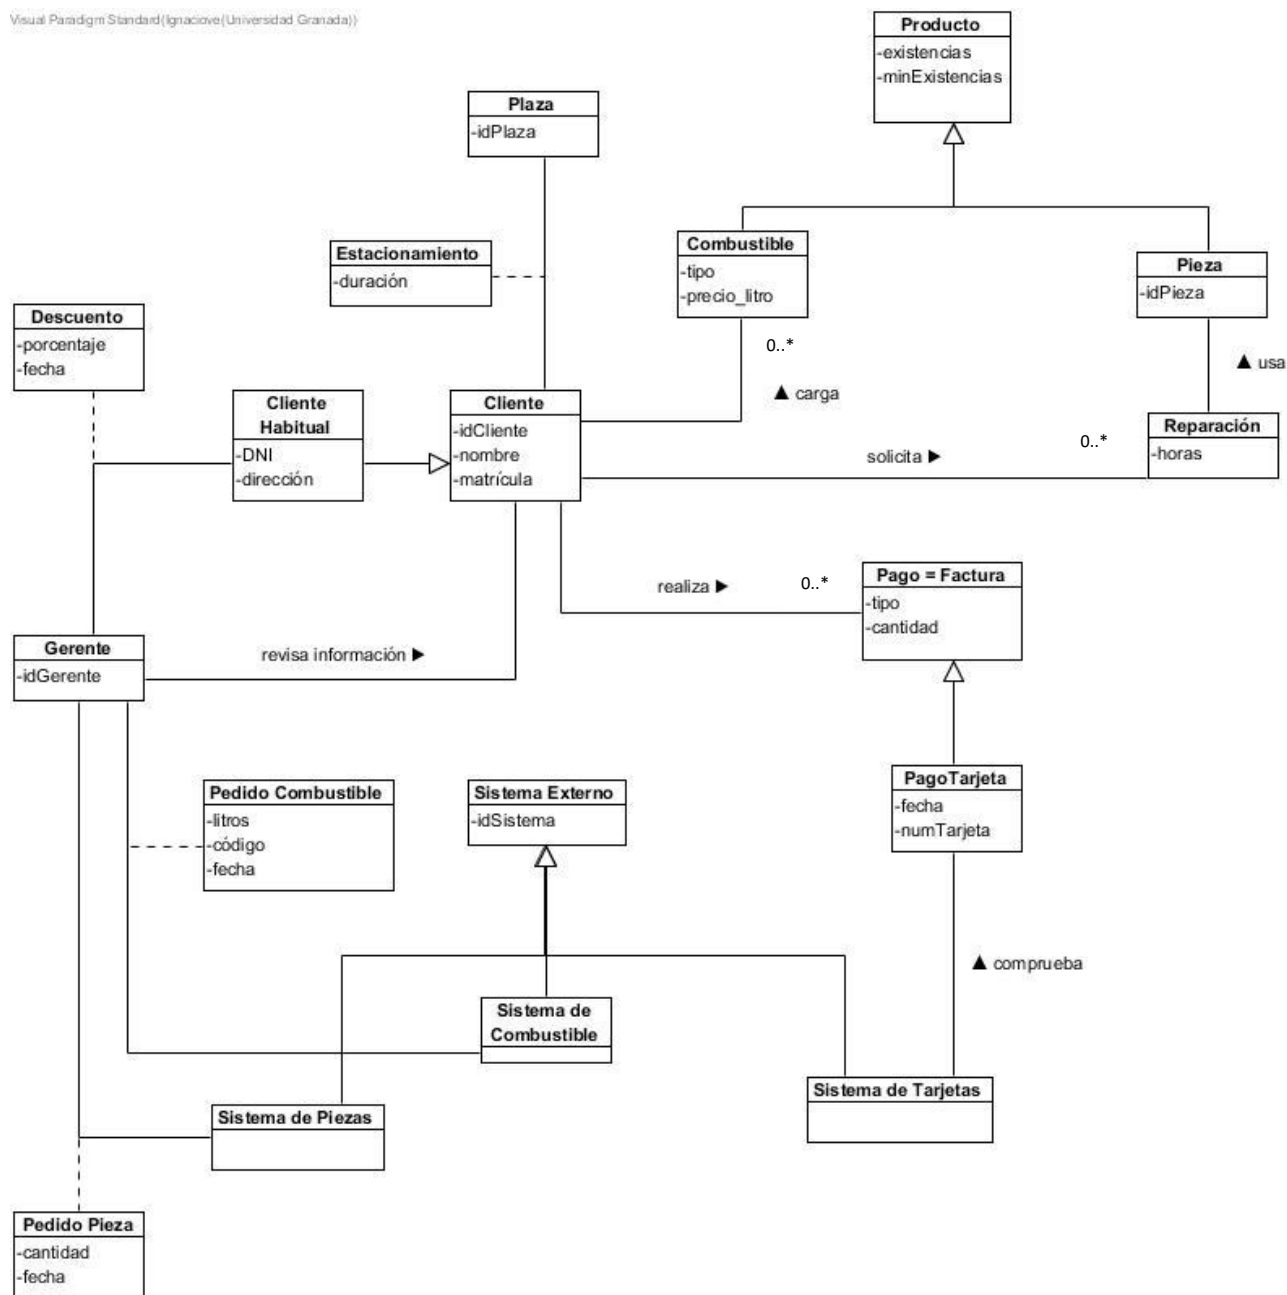 Visual Paradigm Standard(Ignaciove(Universidad Granada))
Producto
-existencias
-minExistencias
Plaza
-idPlaza
Estacionamiento
-duración
Combustible
-tipo
-precio_litro
Pieza
-idPieza
Descuento
-porcentaje
-fecha
0..*
▲ usa
▲ carga
Cliente
Habitual
-DNI
-dirección
Cliente
-idCliente
-nombre
-matrícula
Reparación
-horas
0..*
solicita ▶
Pago = Factura
-tipo
-cantidad
realiza ▶
0..*
Gerente
-idGerente
revisa información ▶
Pedido Combustible
-litros
-código
-fecha
Sistema Externo
-idSistema
PagoTarjeta
-fecha
-numTarjeta
▲ comprueba
Sistema de
Combustible
Sistema de Tarjetas
Sistema de Piezas
Pedido Pieza
-cantidad
-fecha